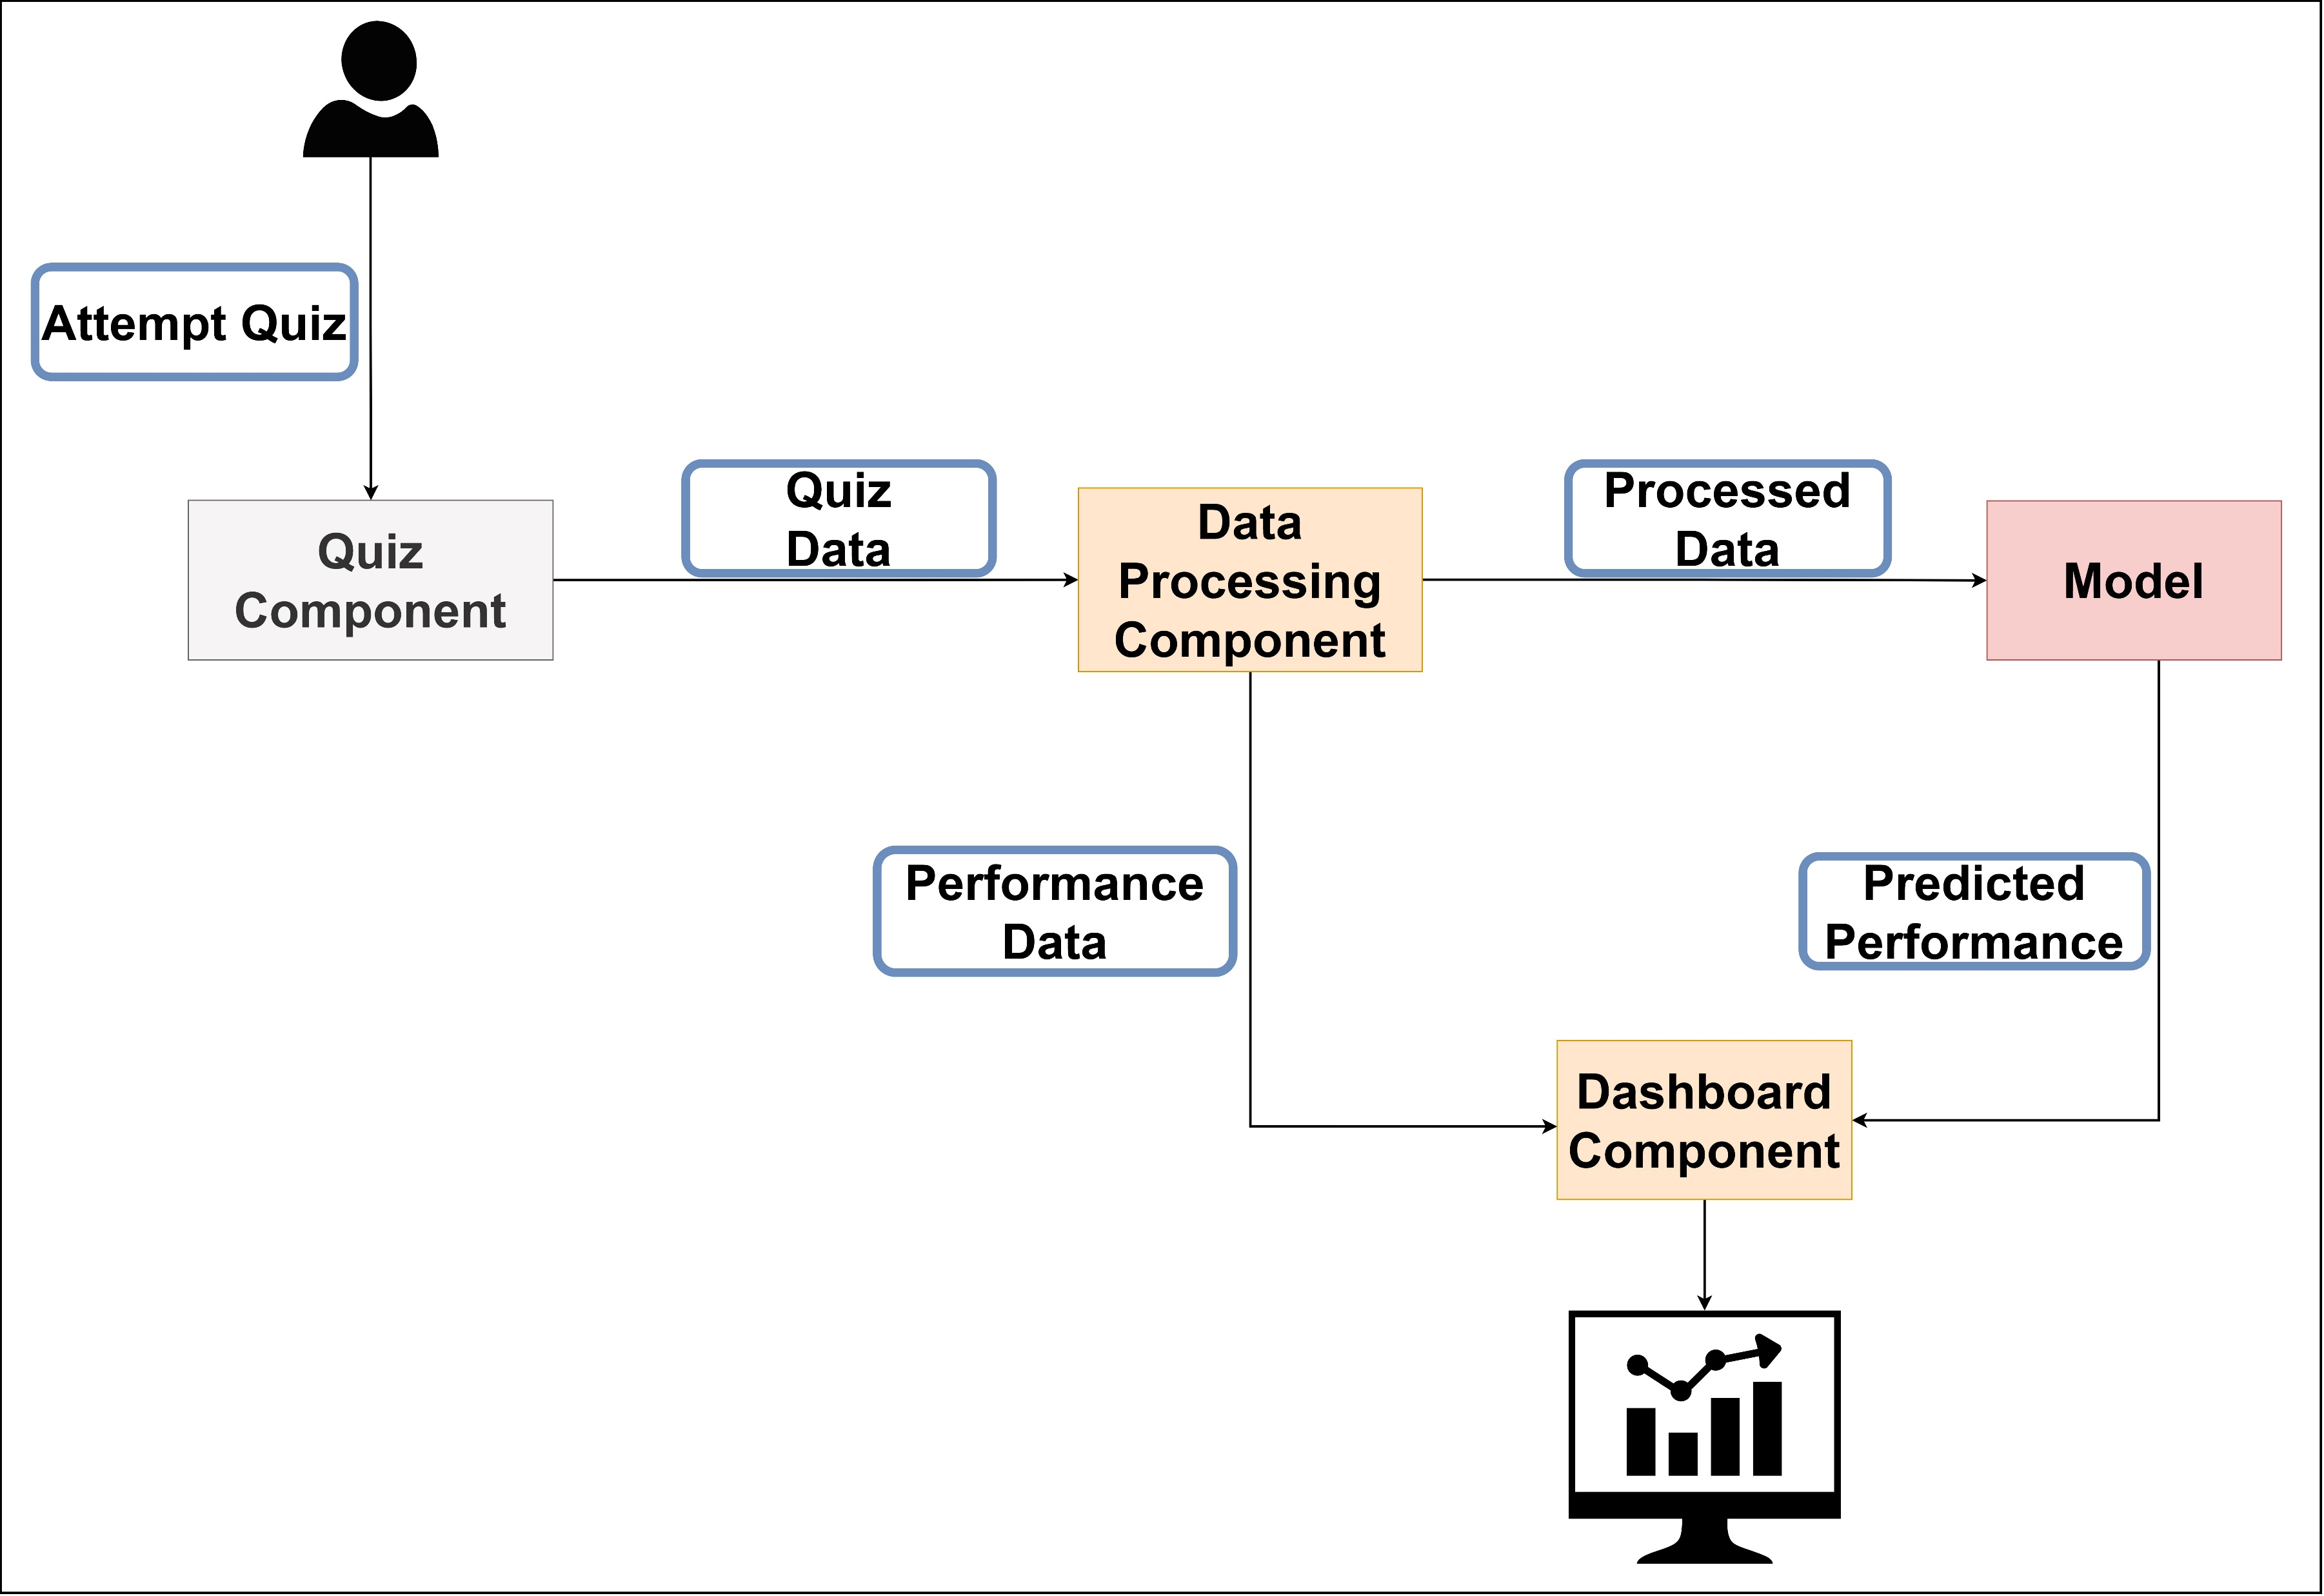 Attempt Quiz
Quiz
Component
Quiz
Data
Data
Processing
Component
Processed
Data
Model
Performance
Data
Predicted
Performance
Dashboard
Component